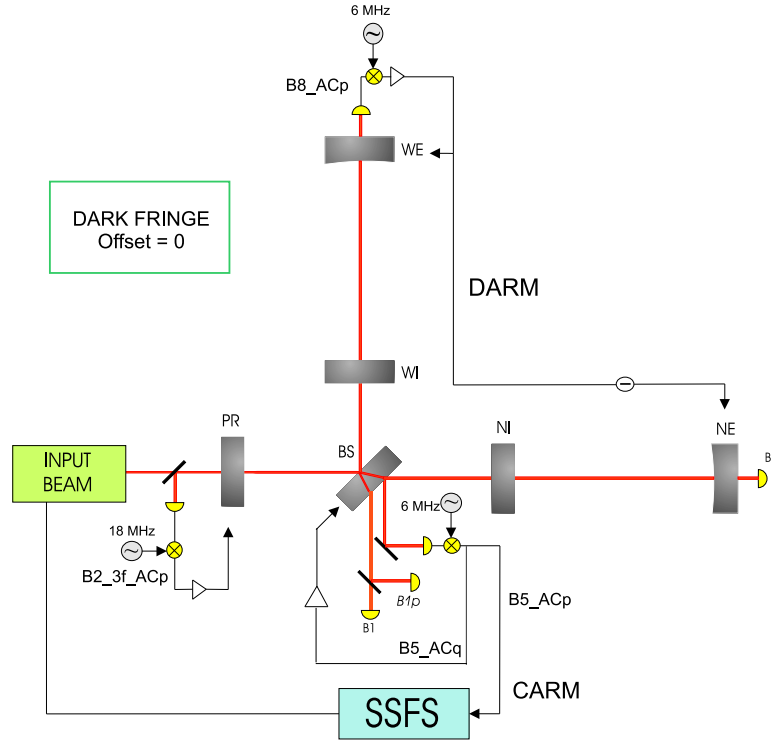 6 MHz
B8_ACp
WE
DARK FRINGE
Offset = 0
DARM
WI
PR
BS
NI
NE
INPUT
BEAM
B
6 MHz
18 MHz
B2_3f_ACp
B1p
B1
B5_ACp
B5_ACq
CARM
SSFS